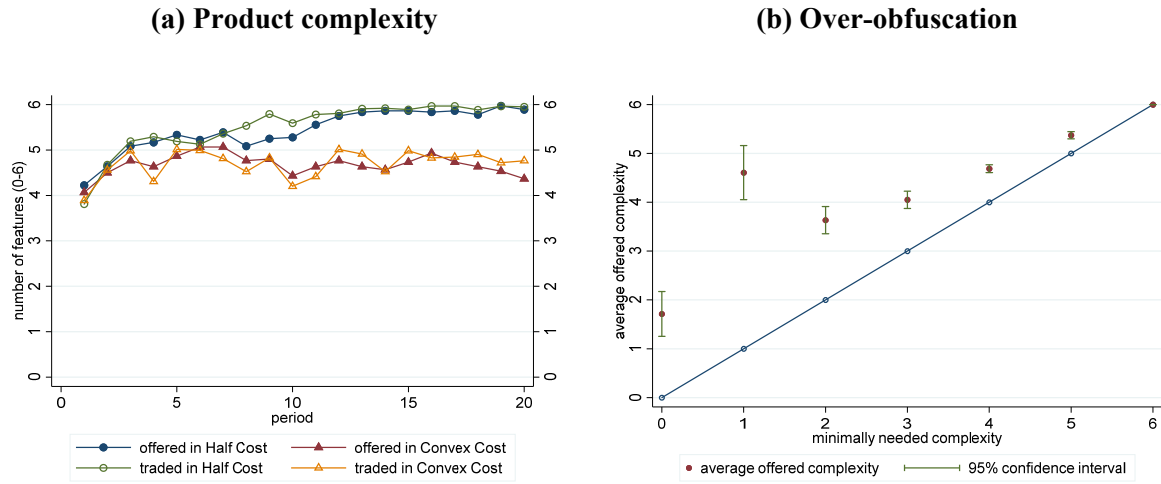 (a) Product complexity
number of features (0-6)
6
5
4
3
2
1
0
6
5
4
3
2
1
0
0
5
10
15
20
period
offered in Half Cost
offered in Convex Cost
traded in Half Cost
traded in Convex Cost
(b) Over-obfuscation
average offered complexity
6
5
4
3
2
1
0
0
1
2
3
4
5
6
minimally needed complexity
average offered complexity
95% confidence interval